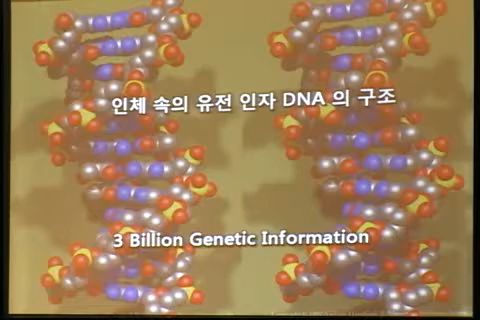 인체 속의 유전 인자 DNA 의 구조
3 Billion Genetic Information